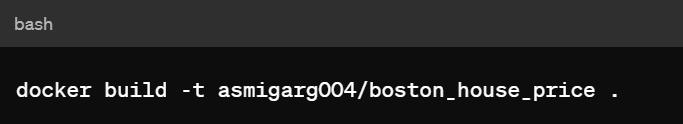 bash
docker build -t asmigarg004/boston_house_price .